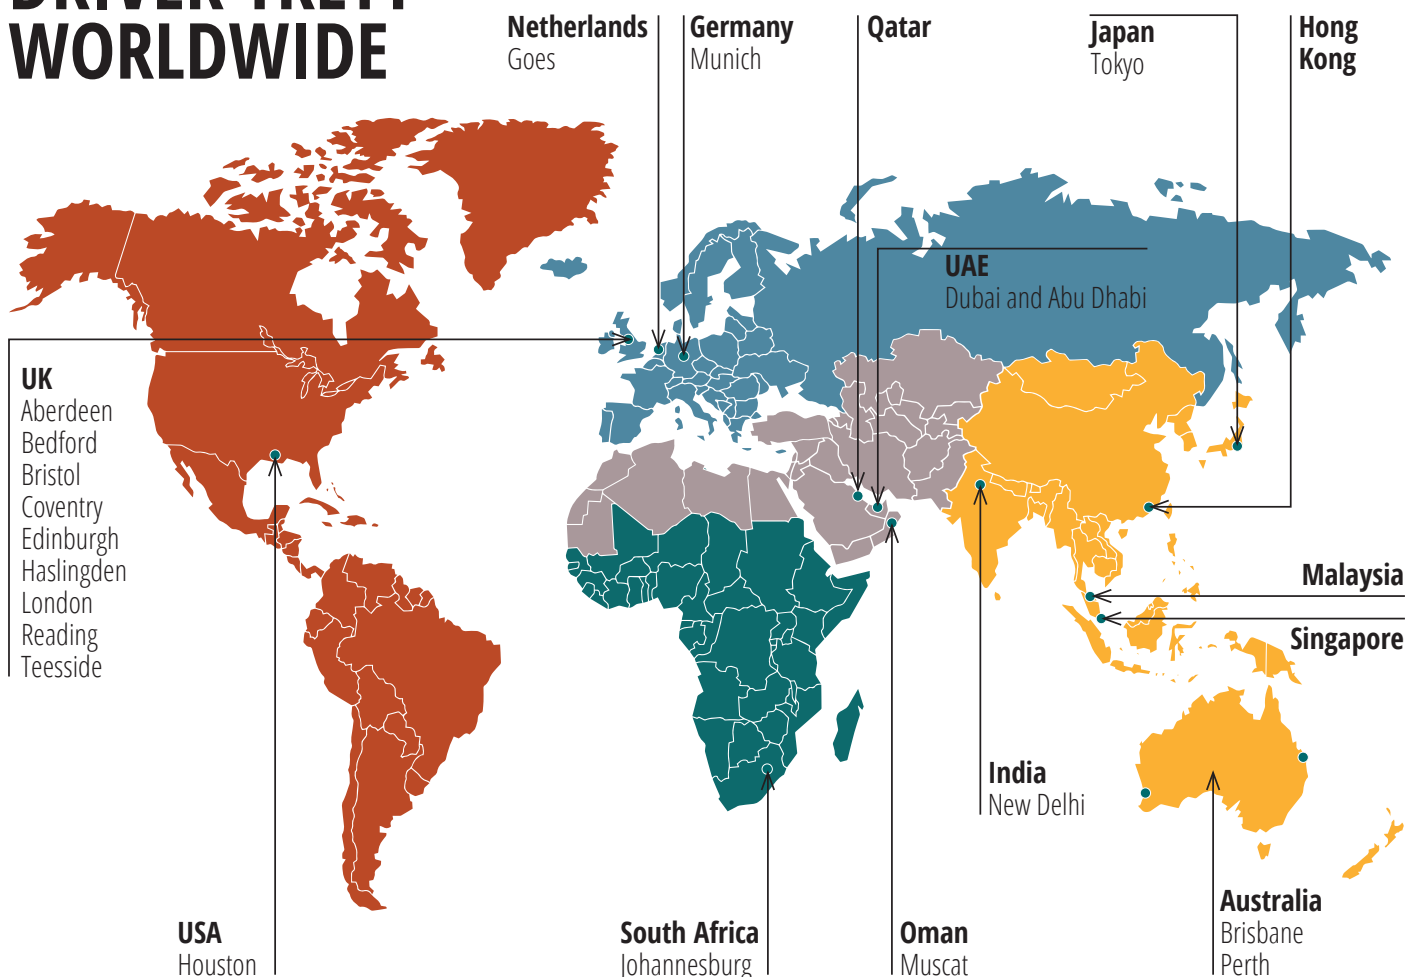 WORLDWIDE
Netherlands
Goes
Germany
Munich
Qatar
Japan
Tokyo
Hong
Kong
UAE
Dubai and Abu Dhabi
UK
Aberdeen
Bedford
Bristol
Coventry
Edinburgh
Haslingden
London
Reading
Teesside
Malaysia
Singapore
India
New Delhi
USA
Houston
South Africa
Johannesburg
Oman
Muscat
Australia
Brisbane
Perth